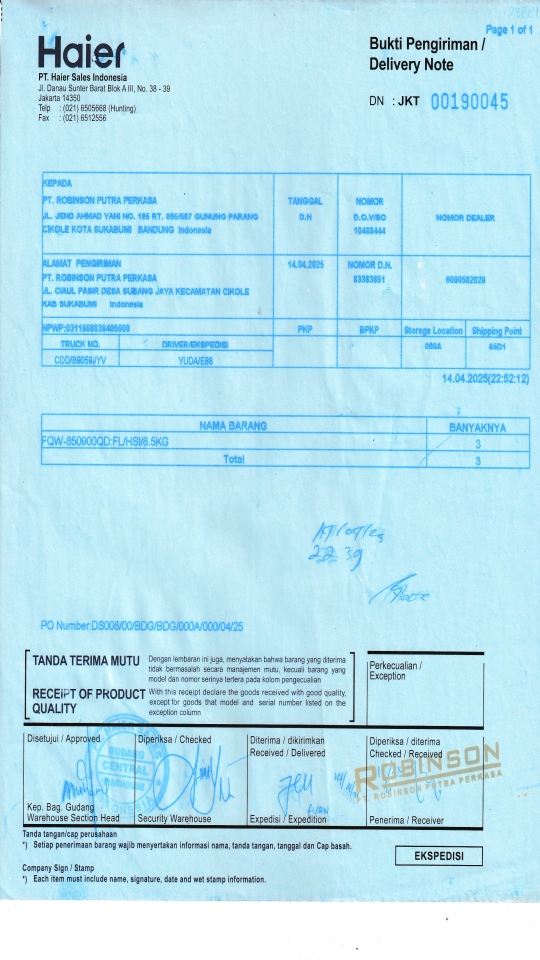 Page 1 of 1
Haier
PT. Haier Sales Indonesia
Jl. Danau Sunter Barat Blok A III, No. 38 - 39
Jakarta 14350
Telp : (021) 6505668 (Hunting)
Fax : (021) 6512556
Bukti Pengiriman /
Delivery Note
DN : JKT 00190045
KEPADA
PT. ROBINSON PUTRA PERKASA
JL. JEND AHMAD YANI NO. 185 RT. 005/007 GUNUNG PARANG
CIKOLE KOTA SUKABUMI BANDUNG Indonesia
TANGGAL
D.N
NOMOR
D.O.V/SO
10488444
NOMOR DEALER
ALAMAT PENGIRIMAN
PT. ROBINSON PUTRA PERKASA
JL. CIAUL PASIR DESA SUBANG JAYA KECAMATAN CIKOLE
KAB SUKABUMI Indonesia
14.04.2025
NOMOR D.N.
83383851
NPWP:
PKP
BPKP
Storege Location
Shipping Point
000A
65D1
TRUCK NO.
DRIVER/EKSPEDISI
YUDA/
14.04.2025(22:52:12)
NAMA BARANG
BANYAKNYA
FQW-850900QD:FL/HSI/8.5KG
3
Total
3
22 39
PO Number:DS008/00/BDG/BDG/000A/000/04/25
TANDA TERIMA MUTU
Dengan lembaran ini juga, menyatakan bahwa barang yang diterima
tidak bermasalah secara manajemen mutu, kecuali barang yang
model dan nomor serinya tertera pada kolom pengecualian
RECEIPT OF PRODUCT
QUALITY
With this receipt declare the goods received with good quality,
except for goods that model and serial number listed on the
exception column
Perkecualian /
Exception
Disetujui / Approved
Diperiksa / Checked
Diterima / dikirimkan
Received / Delivered
Diperiksa / diterima
Checked / Received
GUDANG
CENTRAL
WAREHOUSE
ROBINSON
PT. ROBINSON PUTRA PERKASA
Kep. Bag. Gudang
Warehouse Section Head
Security Warehouse
Expedisi / Expedition
Penerima / Receiver
Tanda tangan/cap perusahaan
*) Setiap penerimaan barang wajib menyertakan informasi nama, tanda tangan, tanggal dan Cap basah.
EKSPEDISI
Company Sign / Stamp
*) Each item must include name, signature, date and wet stamp information.